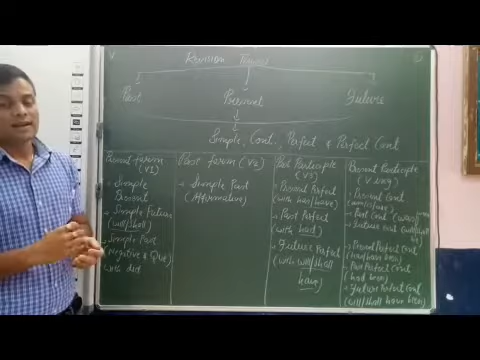 Revision Tenses
Past Present Future
Simple, Cont., Perfect & Perfect Cont
Present form (V1)
• Simple Present
• Simple Future (will/shall)
• Simple Past (Negative & Que) with did
Past form (V2)
• Simple Past (Affirmative)
Past Participle (V3)
• Present Perfect (with has/have)
• Past Perfect (with had)
• Future Perfect (with will/shall have)
Present Participle (V ing)
• Present Cont (is/am/are)
• Past Cont (was/were)
• Future Cont (will/shall be)
• Present Perfect Cont (has/have been)
• Past Perfect Cont (had been)
• Future Perfect Cont (will/shall have been)